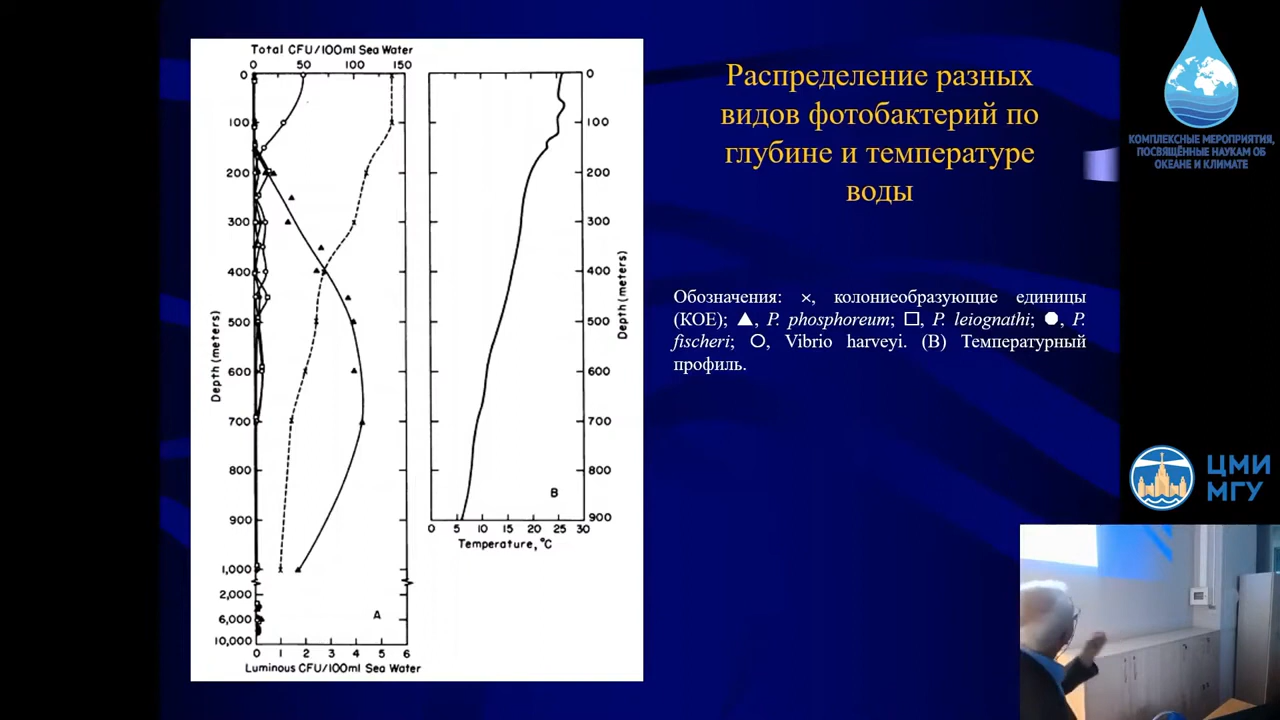 Total CFU/100ml Sea Water
0 50 100 150
0
100
200
300
400
500
600
700
800
900
1,000
2,000
6,000
10,000
Depth (meters)
A
0 1 2 3 4 5 6
Luminous CFU/100ml Sea Water
0
100
200
300
400
500
600
700
800
900
Depth (meters)
B
0 5 10 15 20 25 30
Temperature, °C
Распределение разных
видов фотобактерий по
глубине и температуре
воды
Обозначения: ×, колониеобразующие единицы
(КОЕ); ▲, P. phosphoreum; □, P. leiognathi; ●, P.
fischeri; ○, Vibrio harveyi. (B) Температурный
профиль.
КОМПЛЕКСНЫЕ МЕРОПРИЯТИЯ,
ПОСВЯЩЁННЫЕ НАУКАМ ОБ
ОКЕАНЕ И КЛИМАТЕ
ЦМИ
МГУ